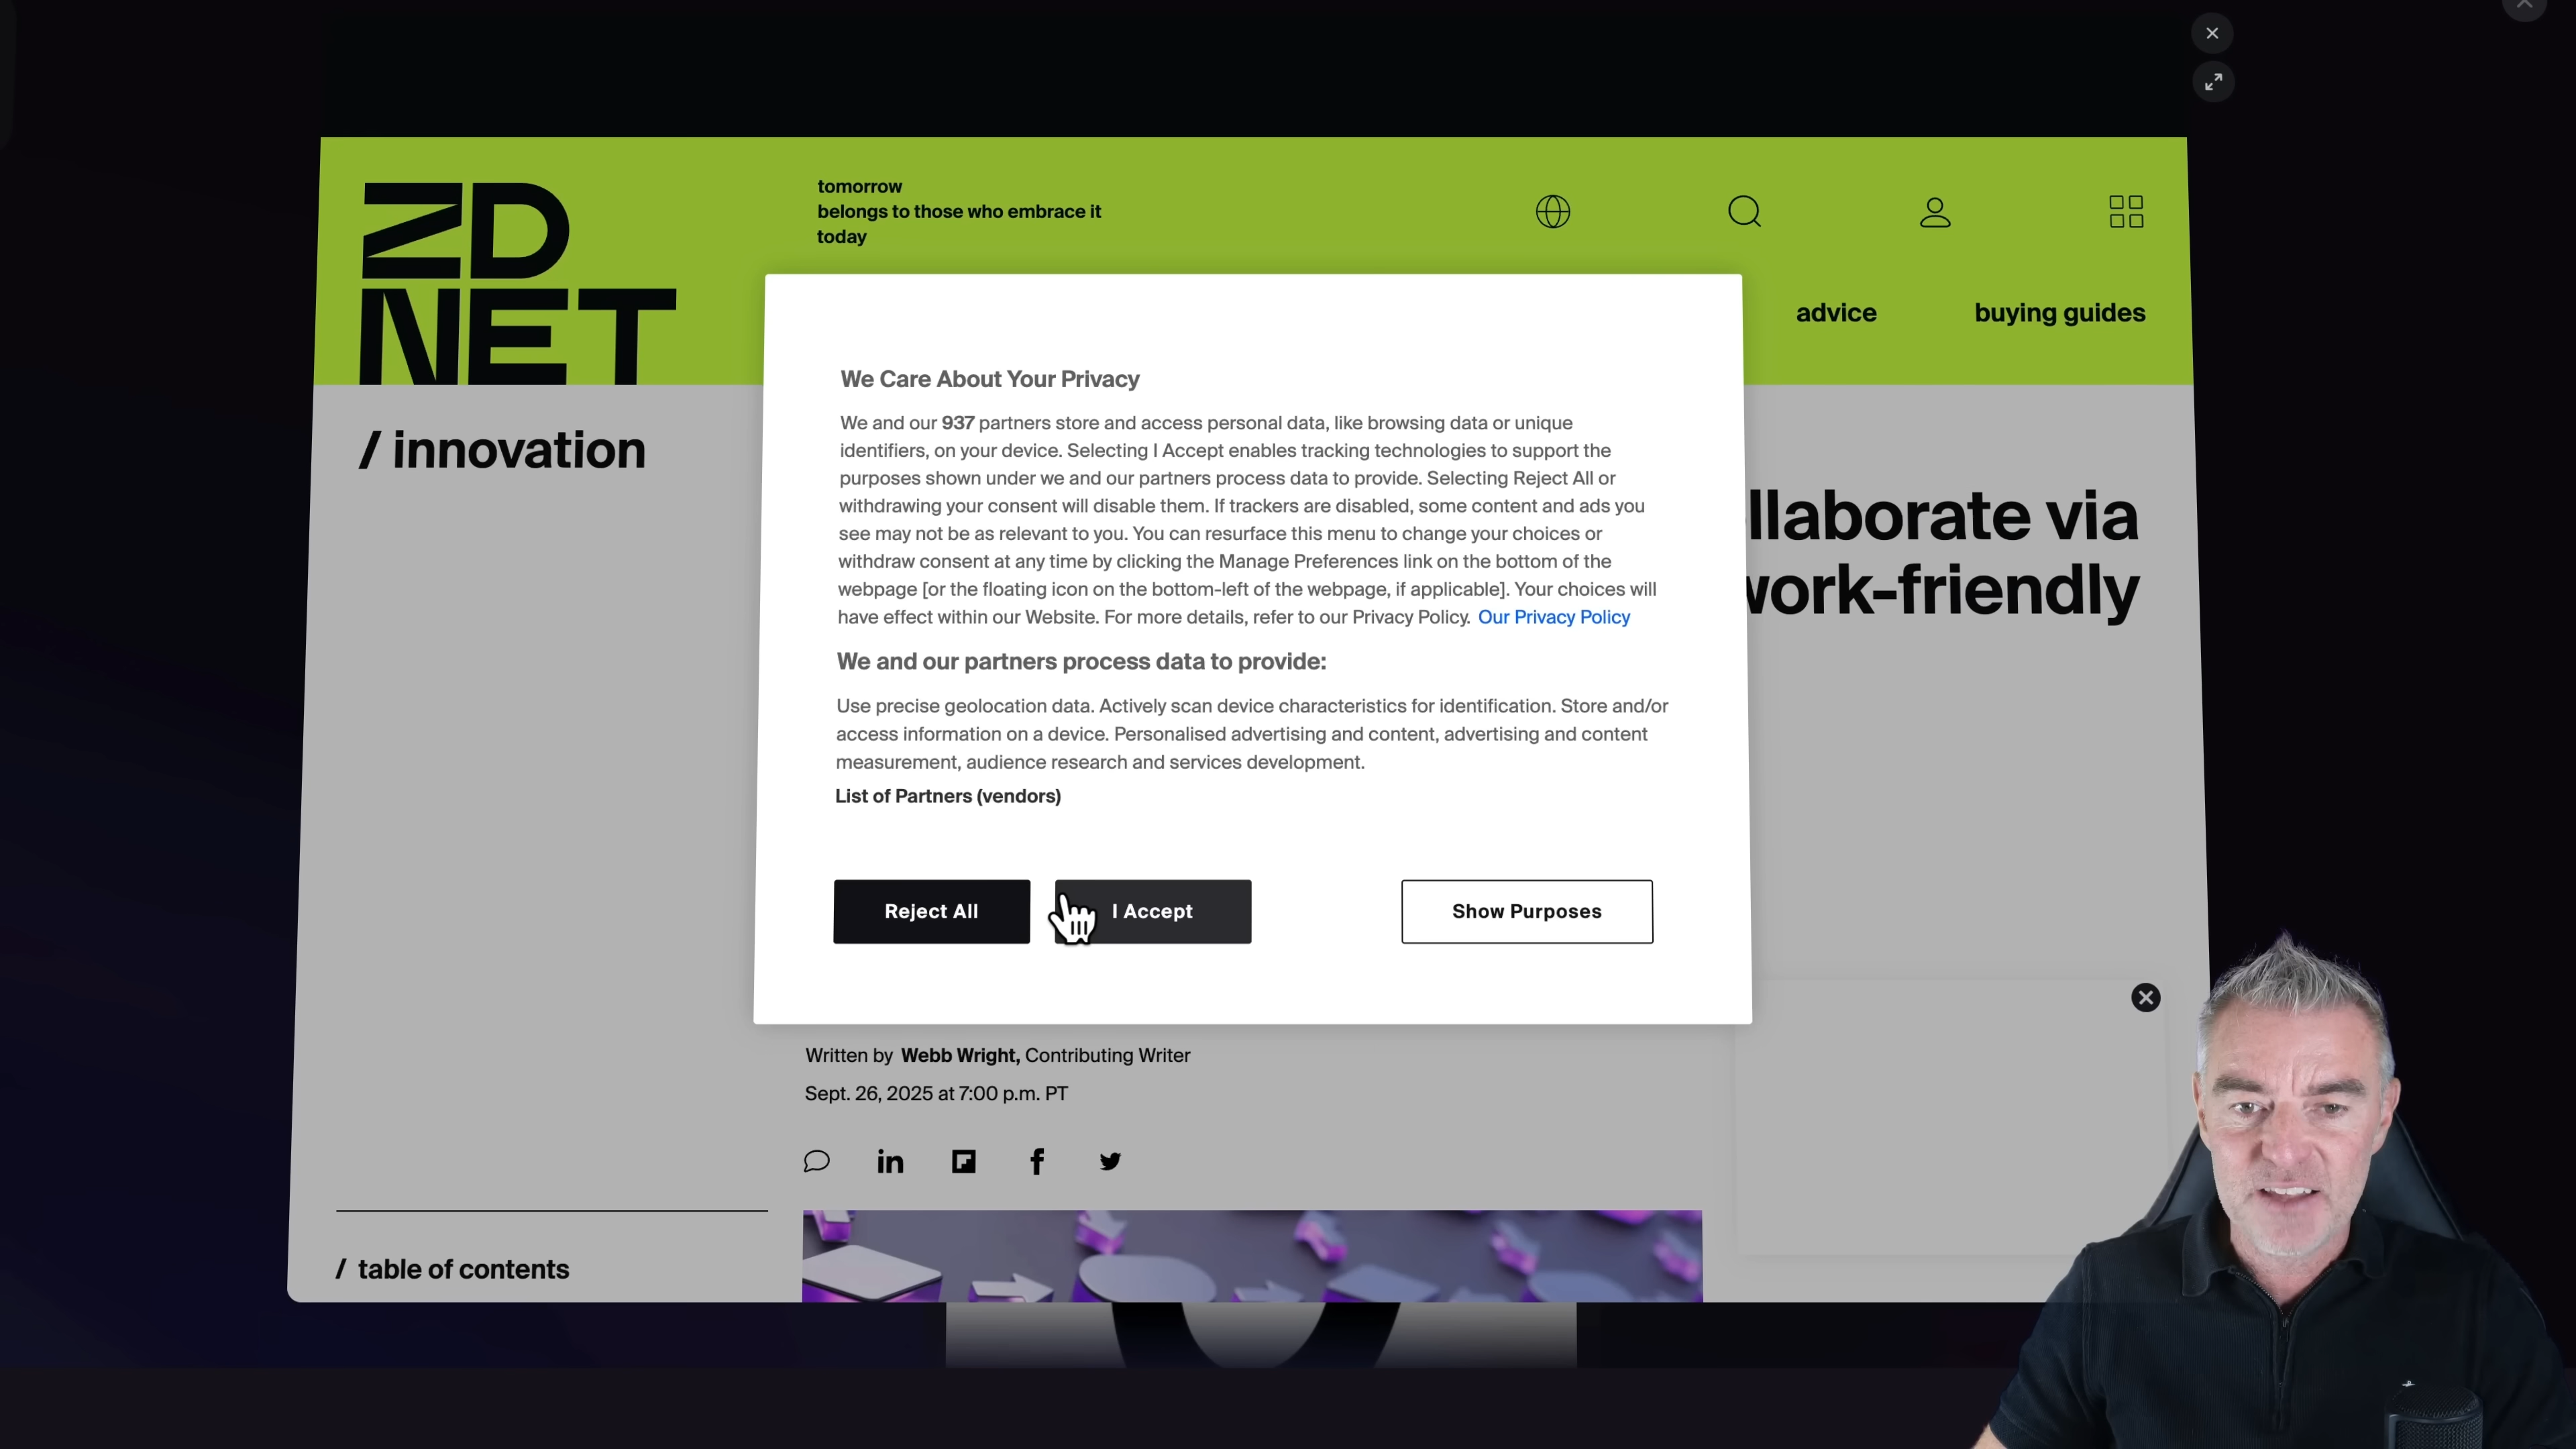 ZD
NET
tomorrow
belongs to those who embrace it
today
advice
buying guides
/ innovation
llaborate via
work-friendly
We Care About Your Privacy
We and our 937 partners store and access personal data, like browsing data or unique
identifiers, on your device. Selecting I Accept enables tracking technologies to support the
purposes shown under we and our partners process data to provide. Selecting Reject All or
withdrawing your consent will disable them. If trackers are disabled, some content and ads you
see may not be as relevant to you. You can resurface this menu to change your choices or
withdraw consent at any time by clicking the Manage Preferences link on the bottom of the
webpage [or the floating icon on the bottom-left of the webpage, if applicable]. Your choices will
have effect within our Website. For more details, refer to our Privacy Policy. Our Privacy Policy
We and our partners process data to provide:
Use precise geolocation data. Actively scan device characteristics for identification. Store and/or
access information on a device. Personalised advertising and content, advertising and content
measurement, audience research and services development.
List of Partners (vendors)
Reject All
I Accept
Show Purposes
Written by Webb Wright, Contributing Writer
Sept. 26, 2025 at 7:00 p.m. PT
/ table of contents